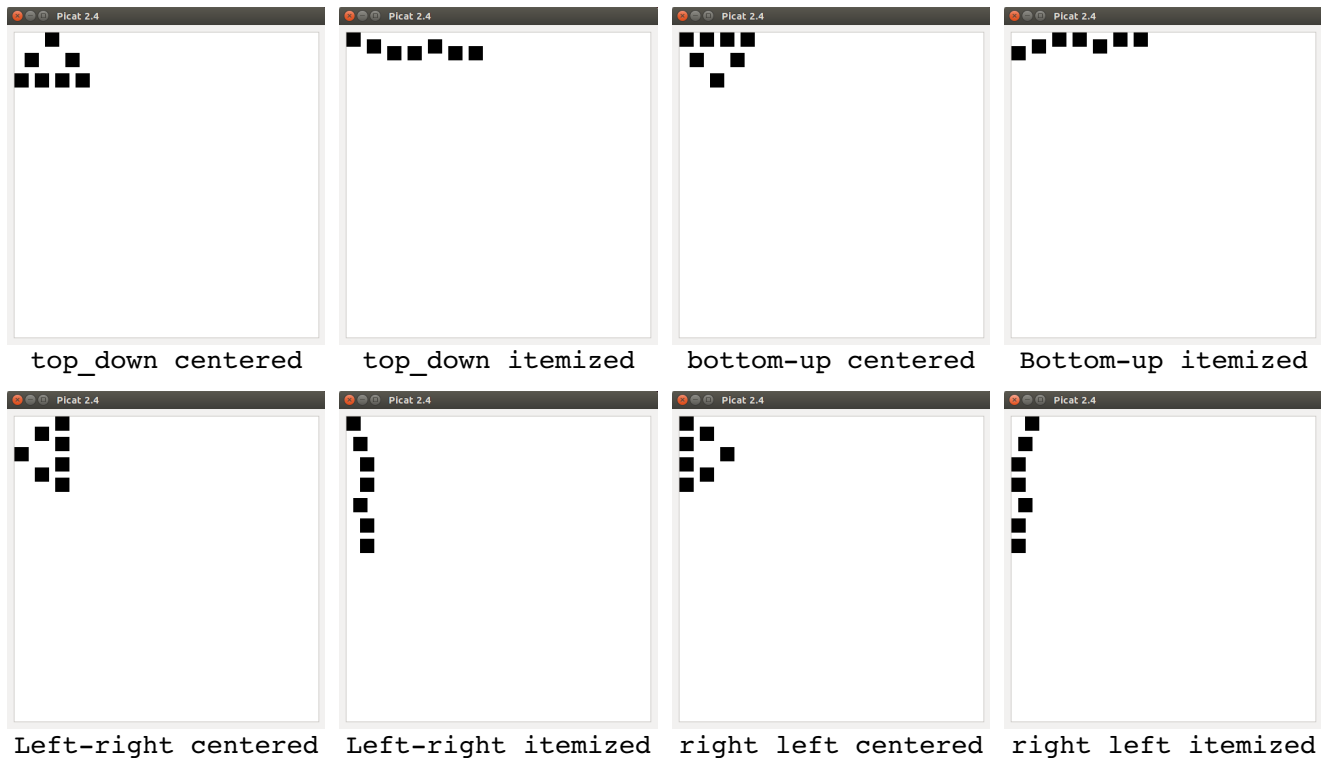 Picat 2.4
Picat 2.4
Picat 2.4
Picat 2.4
top_down centered
top_down itemized
bottom-up centered
Bottom-up itemized
Picat 2.4
Picat 2.4
Picat 2.4
Picat 2.4
Left-right centered
Left-right itemized
right left centered
right left itemized